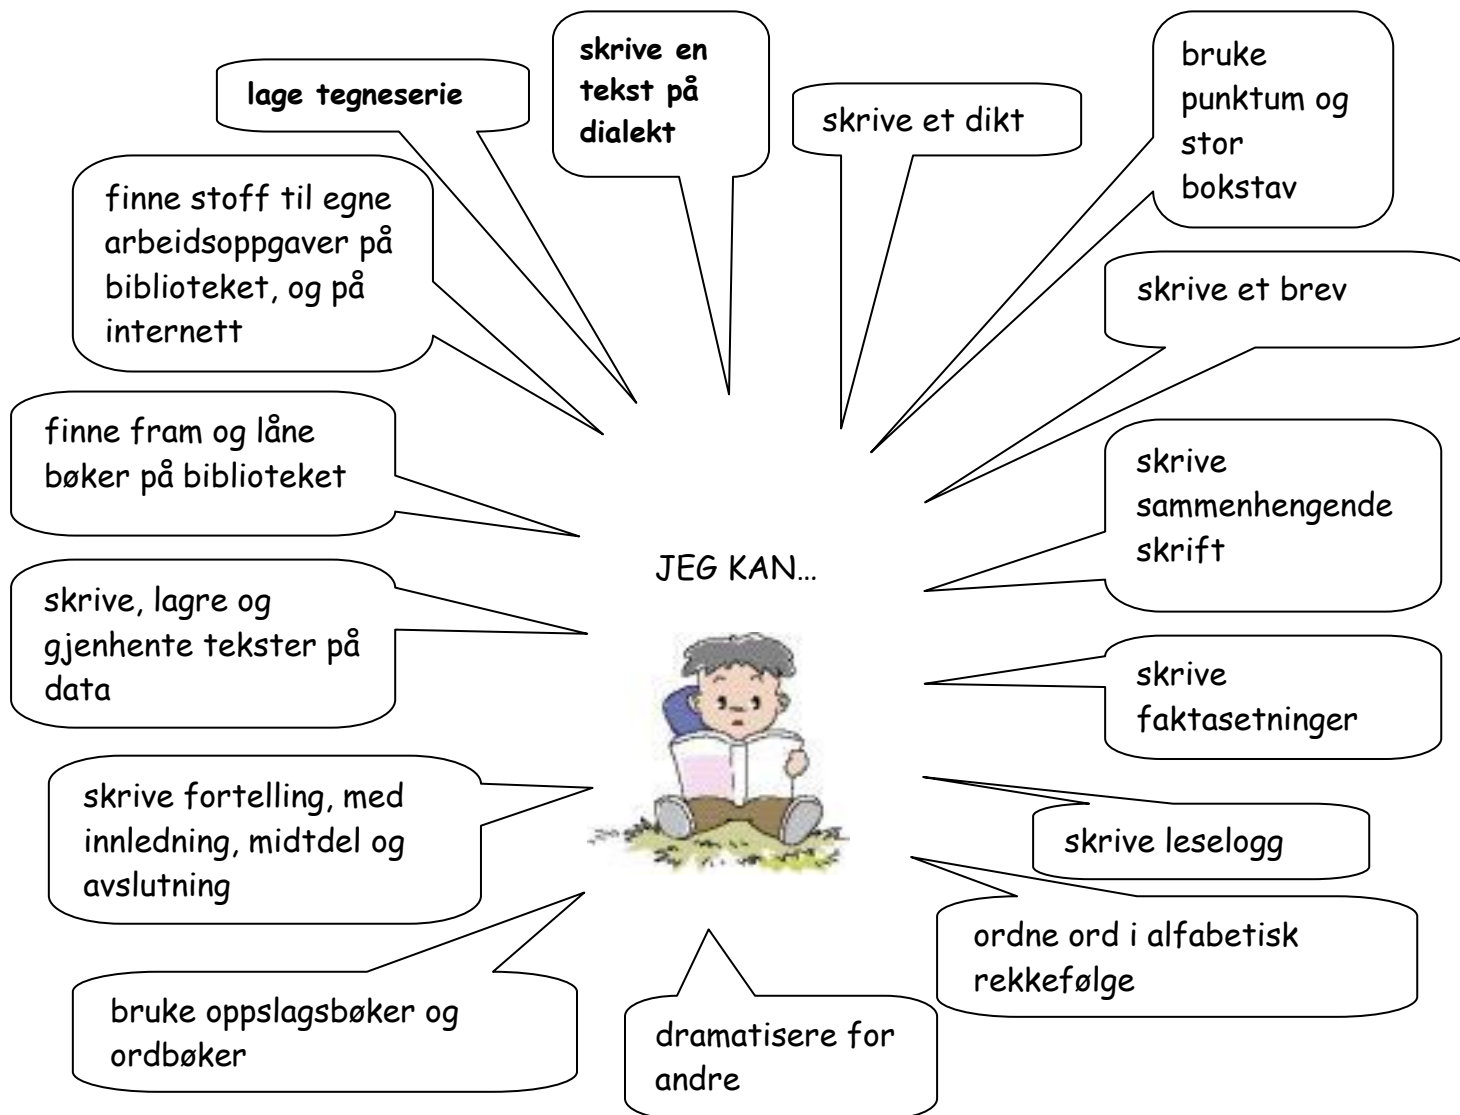 lage tegneserie
skrive en
tekst på
dialekt
skrive et dikt
bruke
punktum og
stor
bokstav
finne stoff til egne
arbeidsoppgaver på
biblioteket, og på
internett
skrive et brev
finne fram og låne
bøker på biblioteket
skrive
sammenhengende
skrift
JEG KAN...
skrive, lagre og
gjenhente tekster på
data
skrive
faktasetninger
skrive fortelling, med
innledning, midtdel og
avslutning
skrive leselogg
ordne ord i alfabetisk
rekkefølge
bruke oppslagsbøker og
ordbøker
dramatisere for
andre